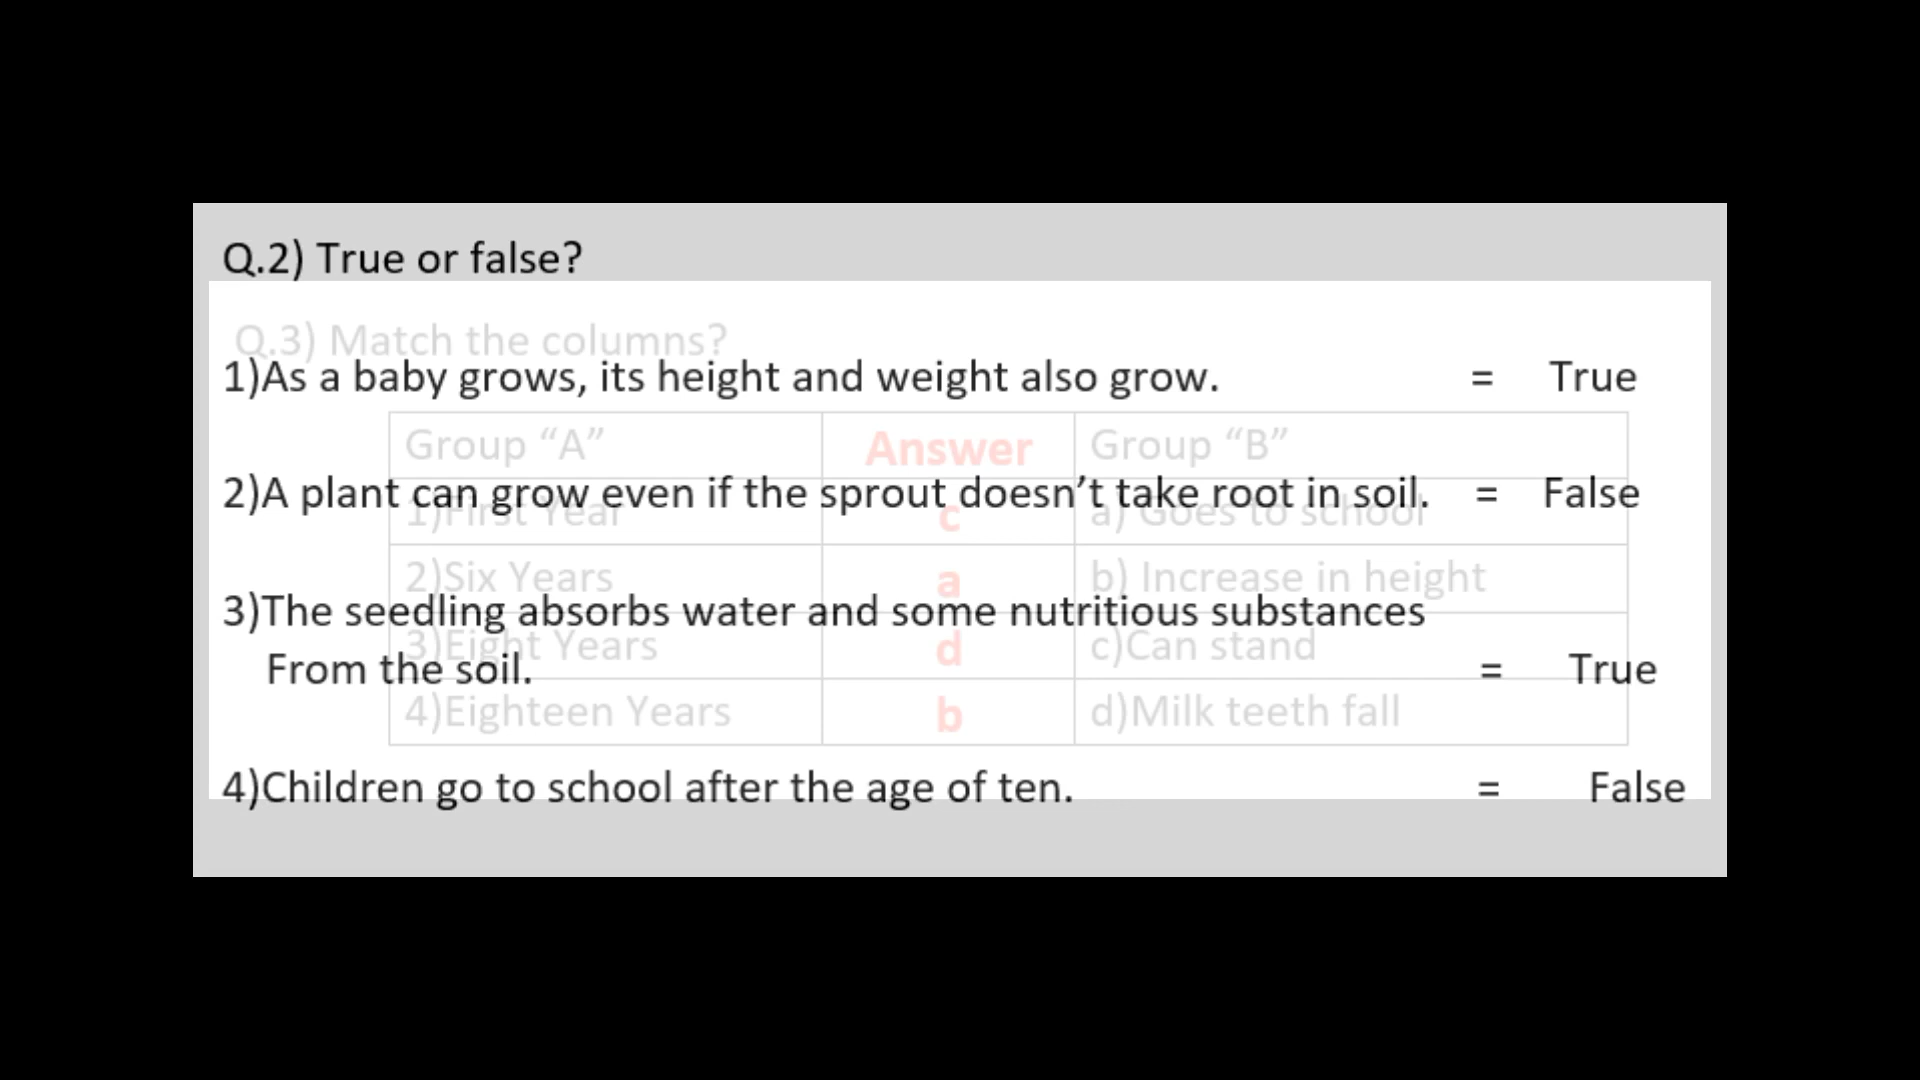 Q.2) True or false?
Q.3) Match the columns?
1)As a baby grows, its height and weight also grow. = True
Group “A” Answer Group “B”
2)A plant can grow even if the sprout doesn’t take root in soil. = False
1)First Year c a) Goes to school
2)Six Years a b) Increase in height
3)The seedling absorbs water and some nutritious substances
3)Eight Years d c)Can stand
From the soil. = True
4)Eighteen Years b d)Milk teeth fall
4)Children go to school after the age of ten. = False